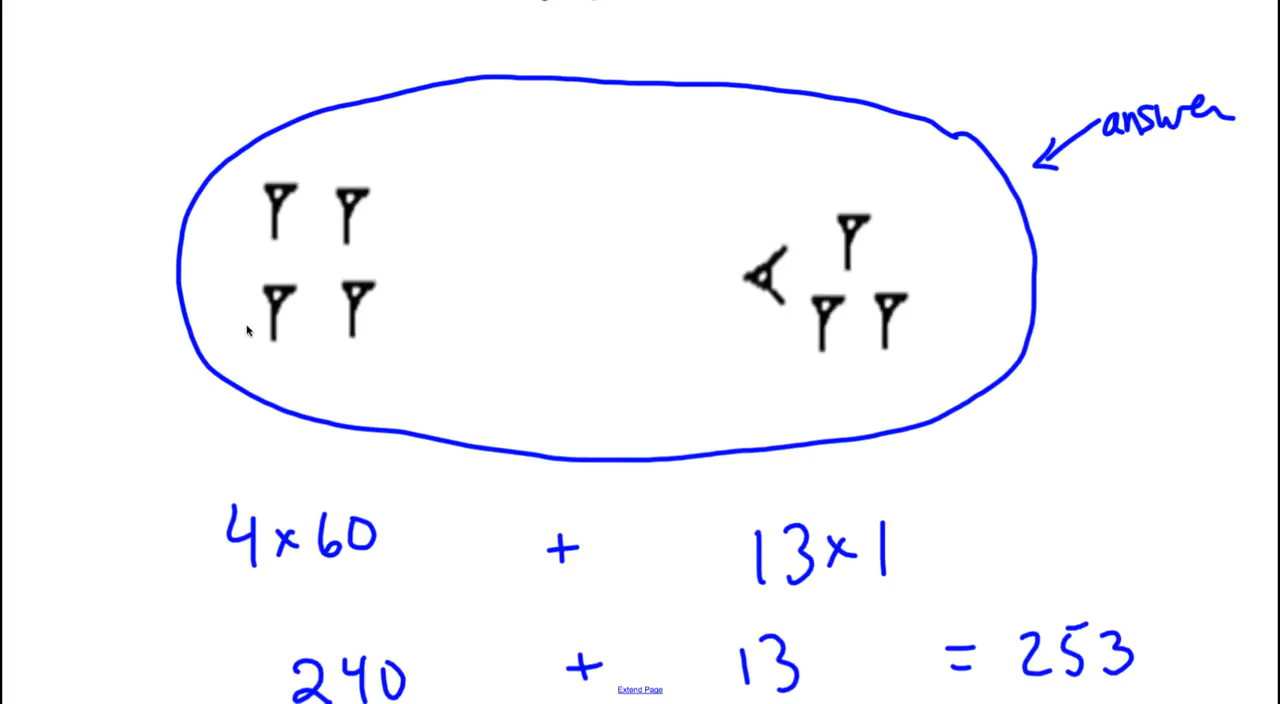 answer
𒁹 𒁹 𒁹
𒁹 𒁹 𒌋 𒁹 𒁹
4 × 60 + 13 × 1
240 + 13 = 253
Extend Page